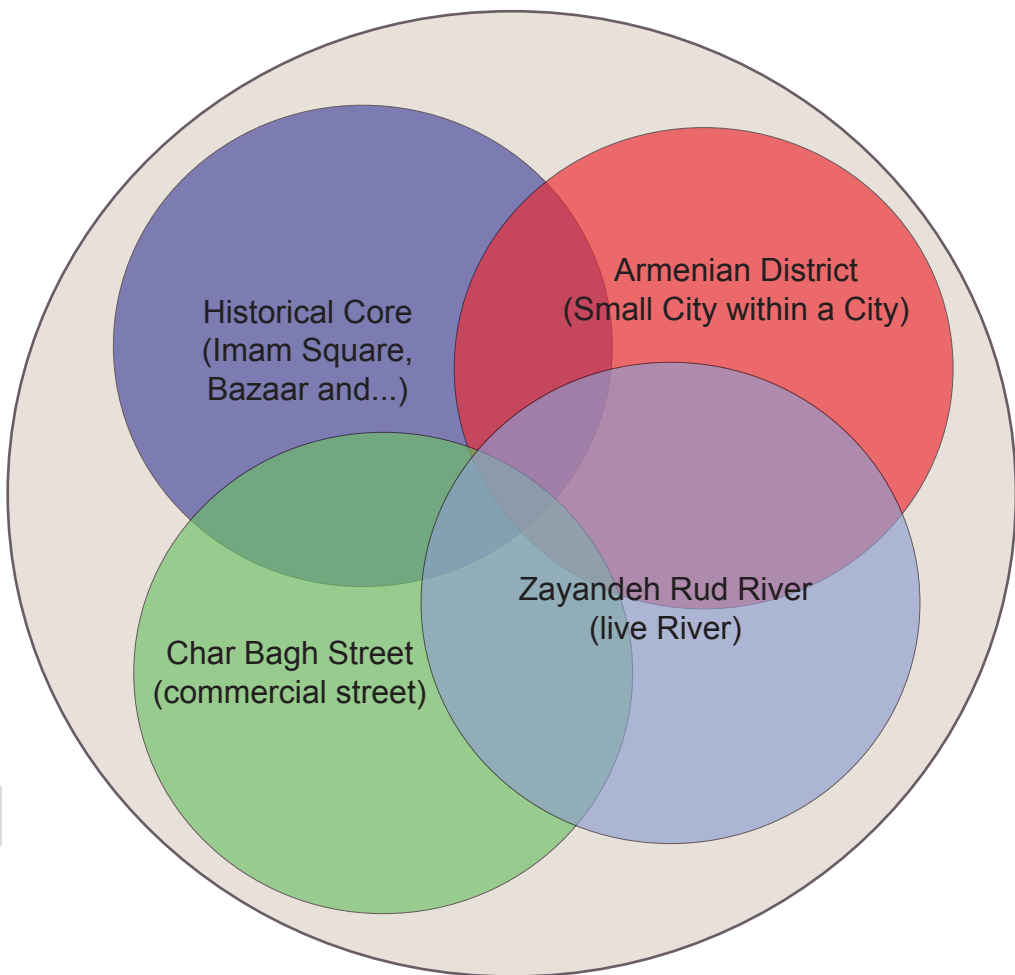 Historical Core
(Imam Square,
Bazaar and...)
Armenian District
(Small City within a City)
Char Bagh Street
(commercial street)
Zayandeh Rud River
(live River)